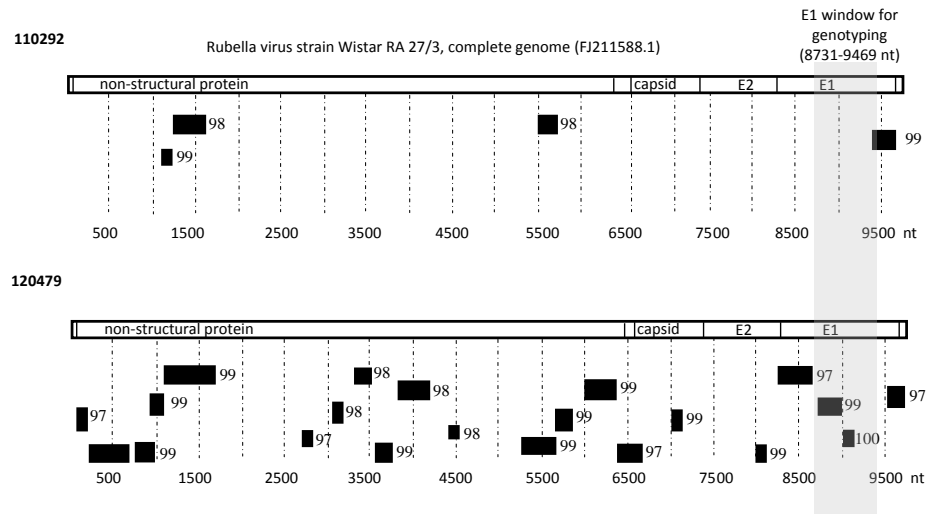 E1 window for
genotyping
(8731-9469 nt)
110292
Rubella virus strain Wistar RA 27/3, complete genome (FJ211588.1)
non-structural protein capsid E2 E1
98 98
99
99
500 1500 2500 3500 4500 5500 6500 7500 8500 9500 nt
120479
non-structural protein capsid E2 E1
99 98 97
98 99 97
99 99
97 98 99 99
97 98
99 99 99 97 99
100
500 1500 2500 3500 4500 5500 6500 7500 8500 9500 nt